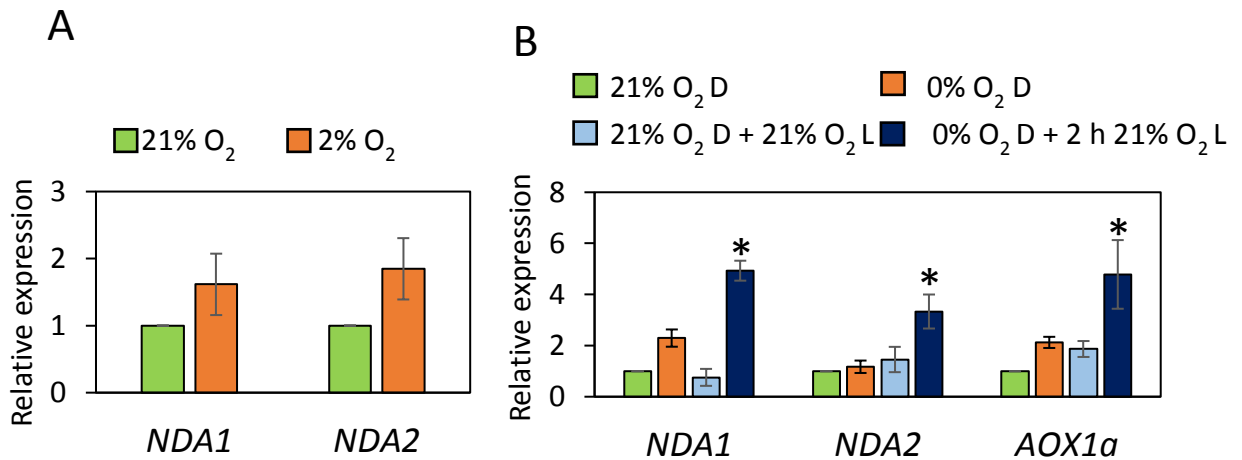 A
21% O₂ 2% O₂
Relative expression
3
2
1
0
NDA1 NDA2
B
21% O₂ D 0% O₂ D
21% O₂ D + 21% O₂ L 0% O₂ D + 2 h 21% O₂ L
Relative expression
8
6
4
2
0
* * *
NDA1 NDA2 AOX1a